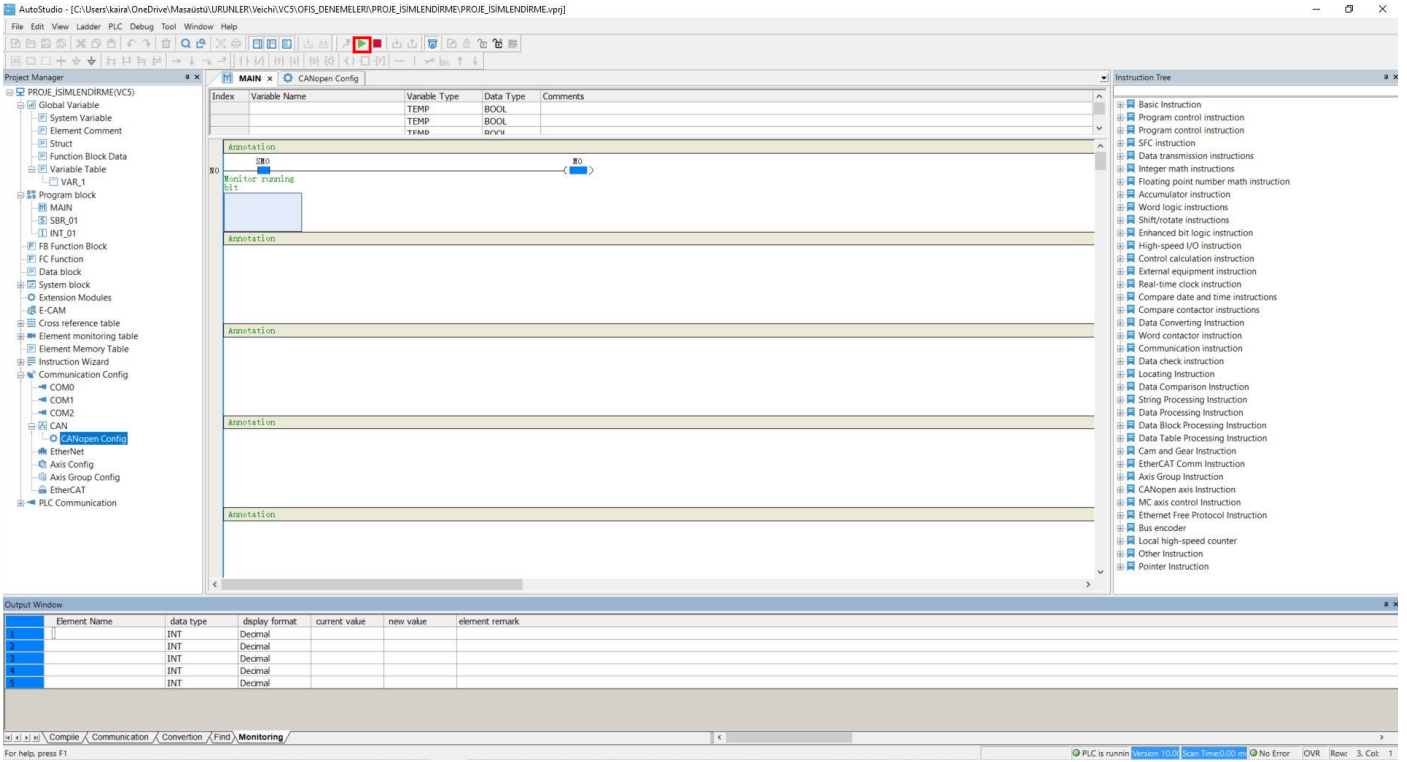 AutoStudio - [C:\Users\kaira\OneDrive\Masaüstü\URUNLER\Veichi\VC5\OFIS_DENEMELERI\PROJE_İSİMLENDİRME\PROJE_İSİMLENDİRME.vprj]
File Edit View Ladder PLC Debug Tool Window Help
Project Manager
PROJE_İSİMLENDİRME(VC5)
Global Variable
System Variable
Element Comment
Struct
Function Block Data
Variable Table
VAR_1
Program block
MAIN
SBR_01
INT_01
FB Function Block
FC Function
Data block
System block
Extension Modules
E-CAM
Cross reference table
Element monitoring table
Element Memory Table
Instruction Wizard
Communication Config
COM0
COM1
COM2
CAN
CANopen Config
EtherNet
Axis Config
Axis Group Config
EtherCAT
PLC Communication
MAIN CANopen Config
Index Variable Name Variable Type Data Type Comments
TEMP BOOL
TEMP BOOL
TEMP BOOL
Annotation
SM0 M0
N0
Monitor running
bit
Annotation
Annotation
Annotation
Annotation
Instruction Tree
Basic Instruction
Program control instruction
Program control instruction
SFC instruction
Data transmission instructions
Integer math instructions
Floating point number math instruction
Accumulator instruction
Word logic instructions
Shift/rotate instructions
Enhanced bit logic instruction
High-speed I/O instruction
Control calculation instruction
External equipment instruction
Real-time clock instruction
Compare date and time instructions
Compare contactor instructions
Data Converting Instruction
Word contactor instruction
Communication instruction
Data check instruction
Locating Instruction
Data Comparison Instruction
String Processing Instruction
Data Processing Instruction
Data Block Processing Instruction
Data Table Processing Instruction
Cam and Gear Instruction
EtherCAT Comm Instruction
Axis Group Instruction
CANopen axis Instruction
MC axis control Instruction
Ethernet Free Protocol Instruction
Bus encoder
Local high-speed counter
Other Instruction
Pointer Instruction
Output Window
Element Name data type display format current value new value element remark
1 INT Decimal
2 INT Decimal
3 INT Decimal
4 INT Decimal
5 INT Decimal
Compile Communication Convertion Find Monitoring
For help, press F1
PLC is runnin Version 10.00 Scan Time:0.00 ms No Error OVR Row: 3, Col: 1